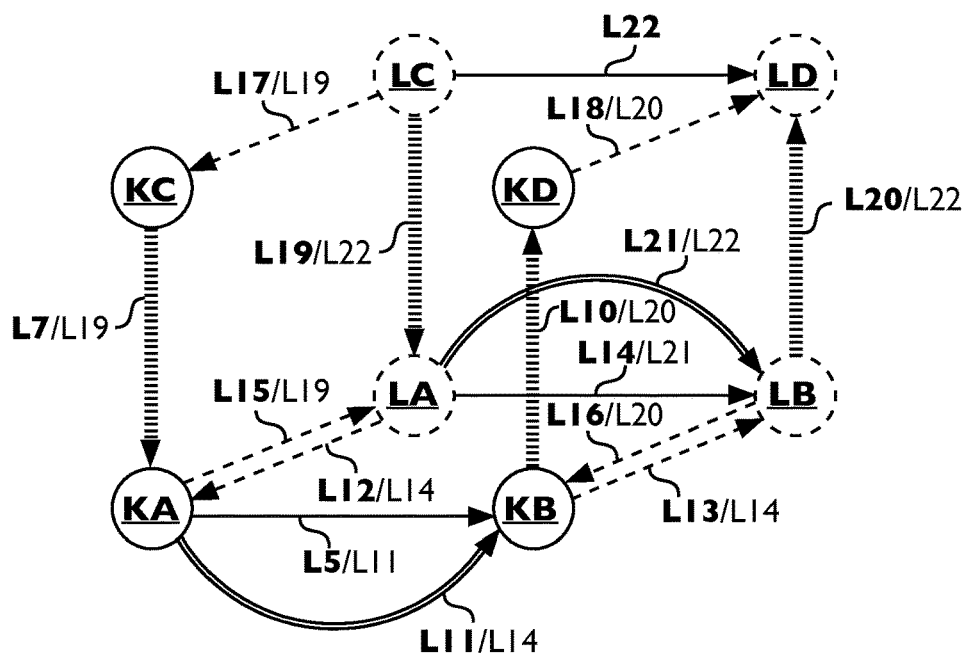 L22
LC
LD
L17/L19
L18/L20
KC
KD
L20/L22
L19/L22
L21/L22
L7/L19
L10/L20
L14/L21
L15/L19
LA
LB
L16/L20
L12/L14
L13/L14
KA
KB
L5/L11
L11/L14